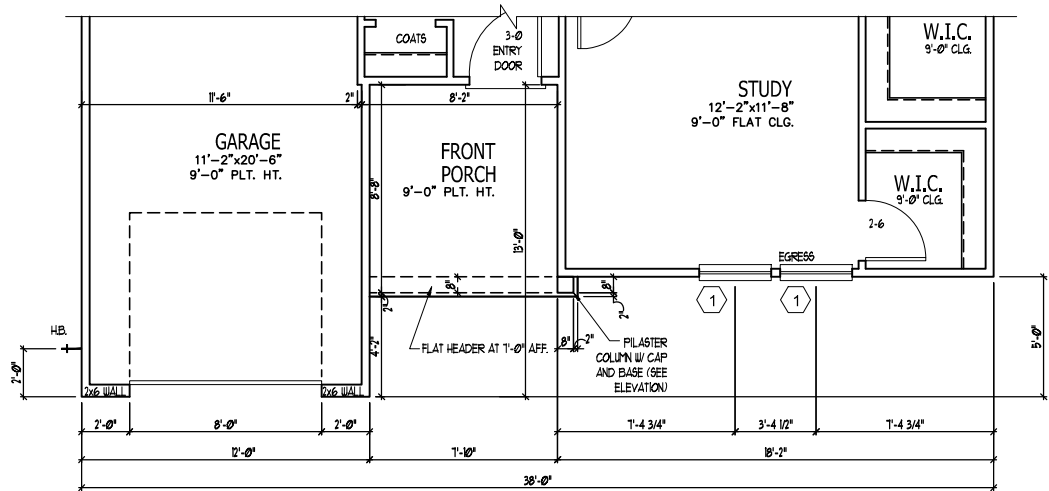 COATS
3-0
ENTRY
DOOR
W.I.C.
9'-0" CLG.
STUDY
12'-2"x11'-8"
9'-0" FLAT CLG.
11'-6"
2"
8'-2"
GARAGE
11'-2"x20'-6"
9'-0" PLT. HT.
FRONT
PORCH
9'-0" PLT. HT.
8'-8"
13'-0"
W.I.C.
9'-0" CLG.
2-6
EGRESS
1
1
8"
8"
2"
2"
4'-2"
5'-0"
H.B.
2'-0"
FLAT HEADER AT 7'-0" AFF.
8"
2"
PILASTER
COLUMN W/ CAP
AND BASE (SEE
ELEVATION)
2x6 WALL
2x6 WALL
2'-0"
8'-0"
2'-0"
7'-4 3/4"
3'-4 1/2"
7'-4 3/4"
12'-0"
7'-10"
18'-2"
38'-0"